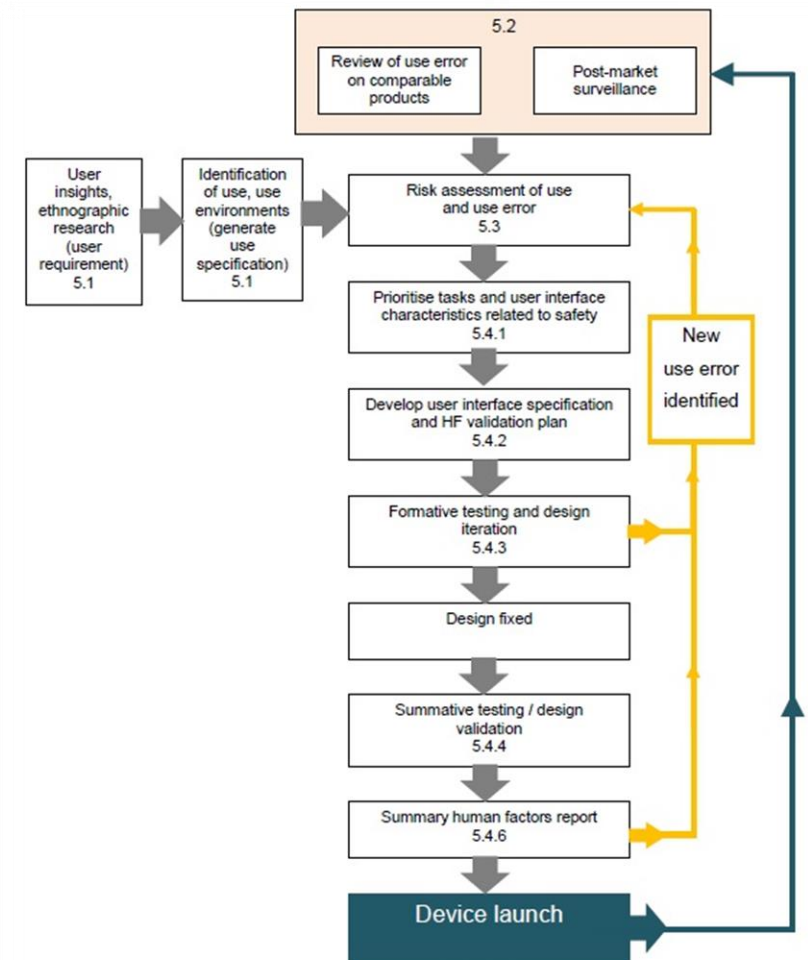 5.2
Review of use error
on comparable
products
Post-market
surveillance
User
insights,
ethnographic
research
(user
requirement)
5.1
Identification
of use, use
environments
(generate
use
specification)
5.1
Risk assessment of use
and use error
5.3
Prioritise tasks and user interface
characteristics related to safety
5.4.1
New
use error
identified
Develop user interface specification
and HF validation plan
5.4.2
Formative testing and design
iteration
5.4.3
Design fixed
Summative testing / design
validation
5.4.4
Summary human factors report
5.4.6
Device launch